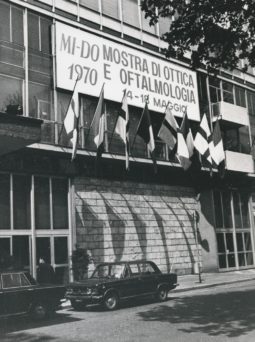 MI-DO MOSTRA DI OTTICA
1970 E OFTALMOLOGIA
14-18 MAGGIO